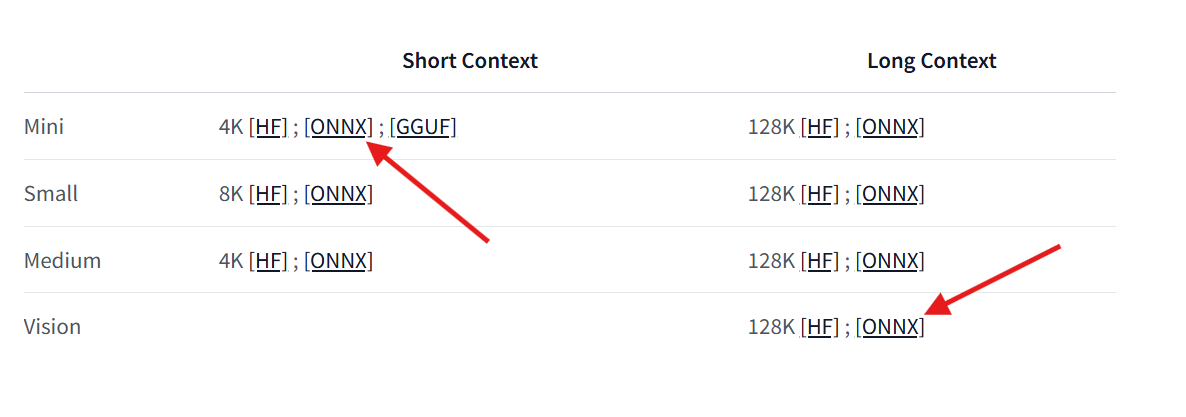 Short Context Long Context
Mini 4K [HF] ; [ONNX] ; [GGUF] 128K [HF] ; [ONNX]
Small 8K [HF] ; [ONNX] 128K [HF] ; [ONNX]
Medium 4K [HF] ; [ONNX] 128K [HF] ; [ONNX]
Vision 128K [HF] ; [ONNX]